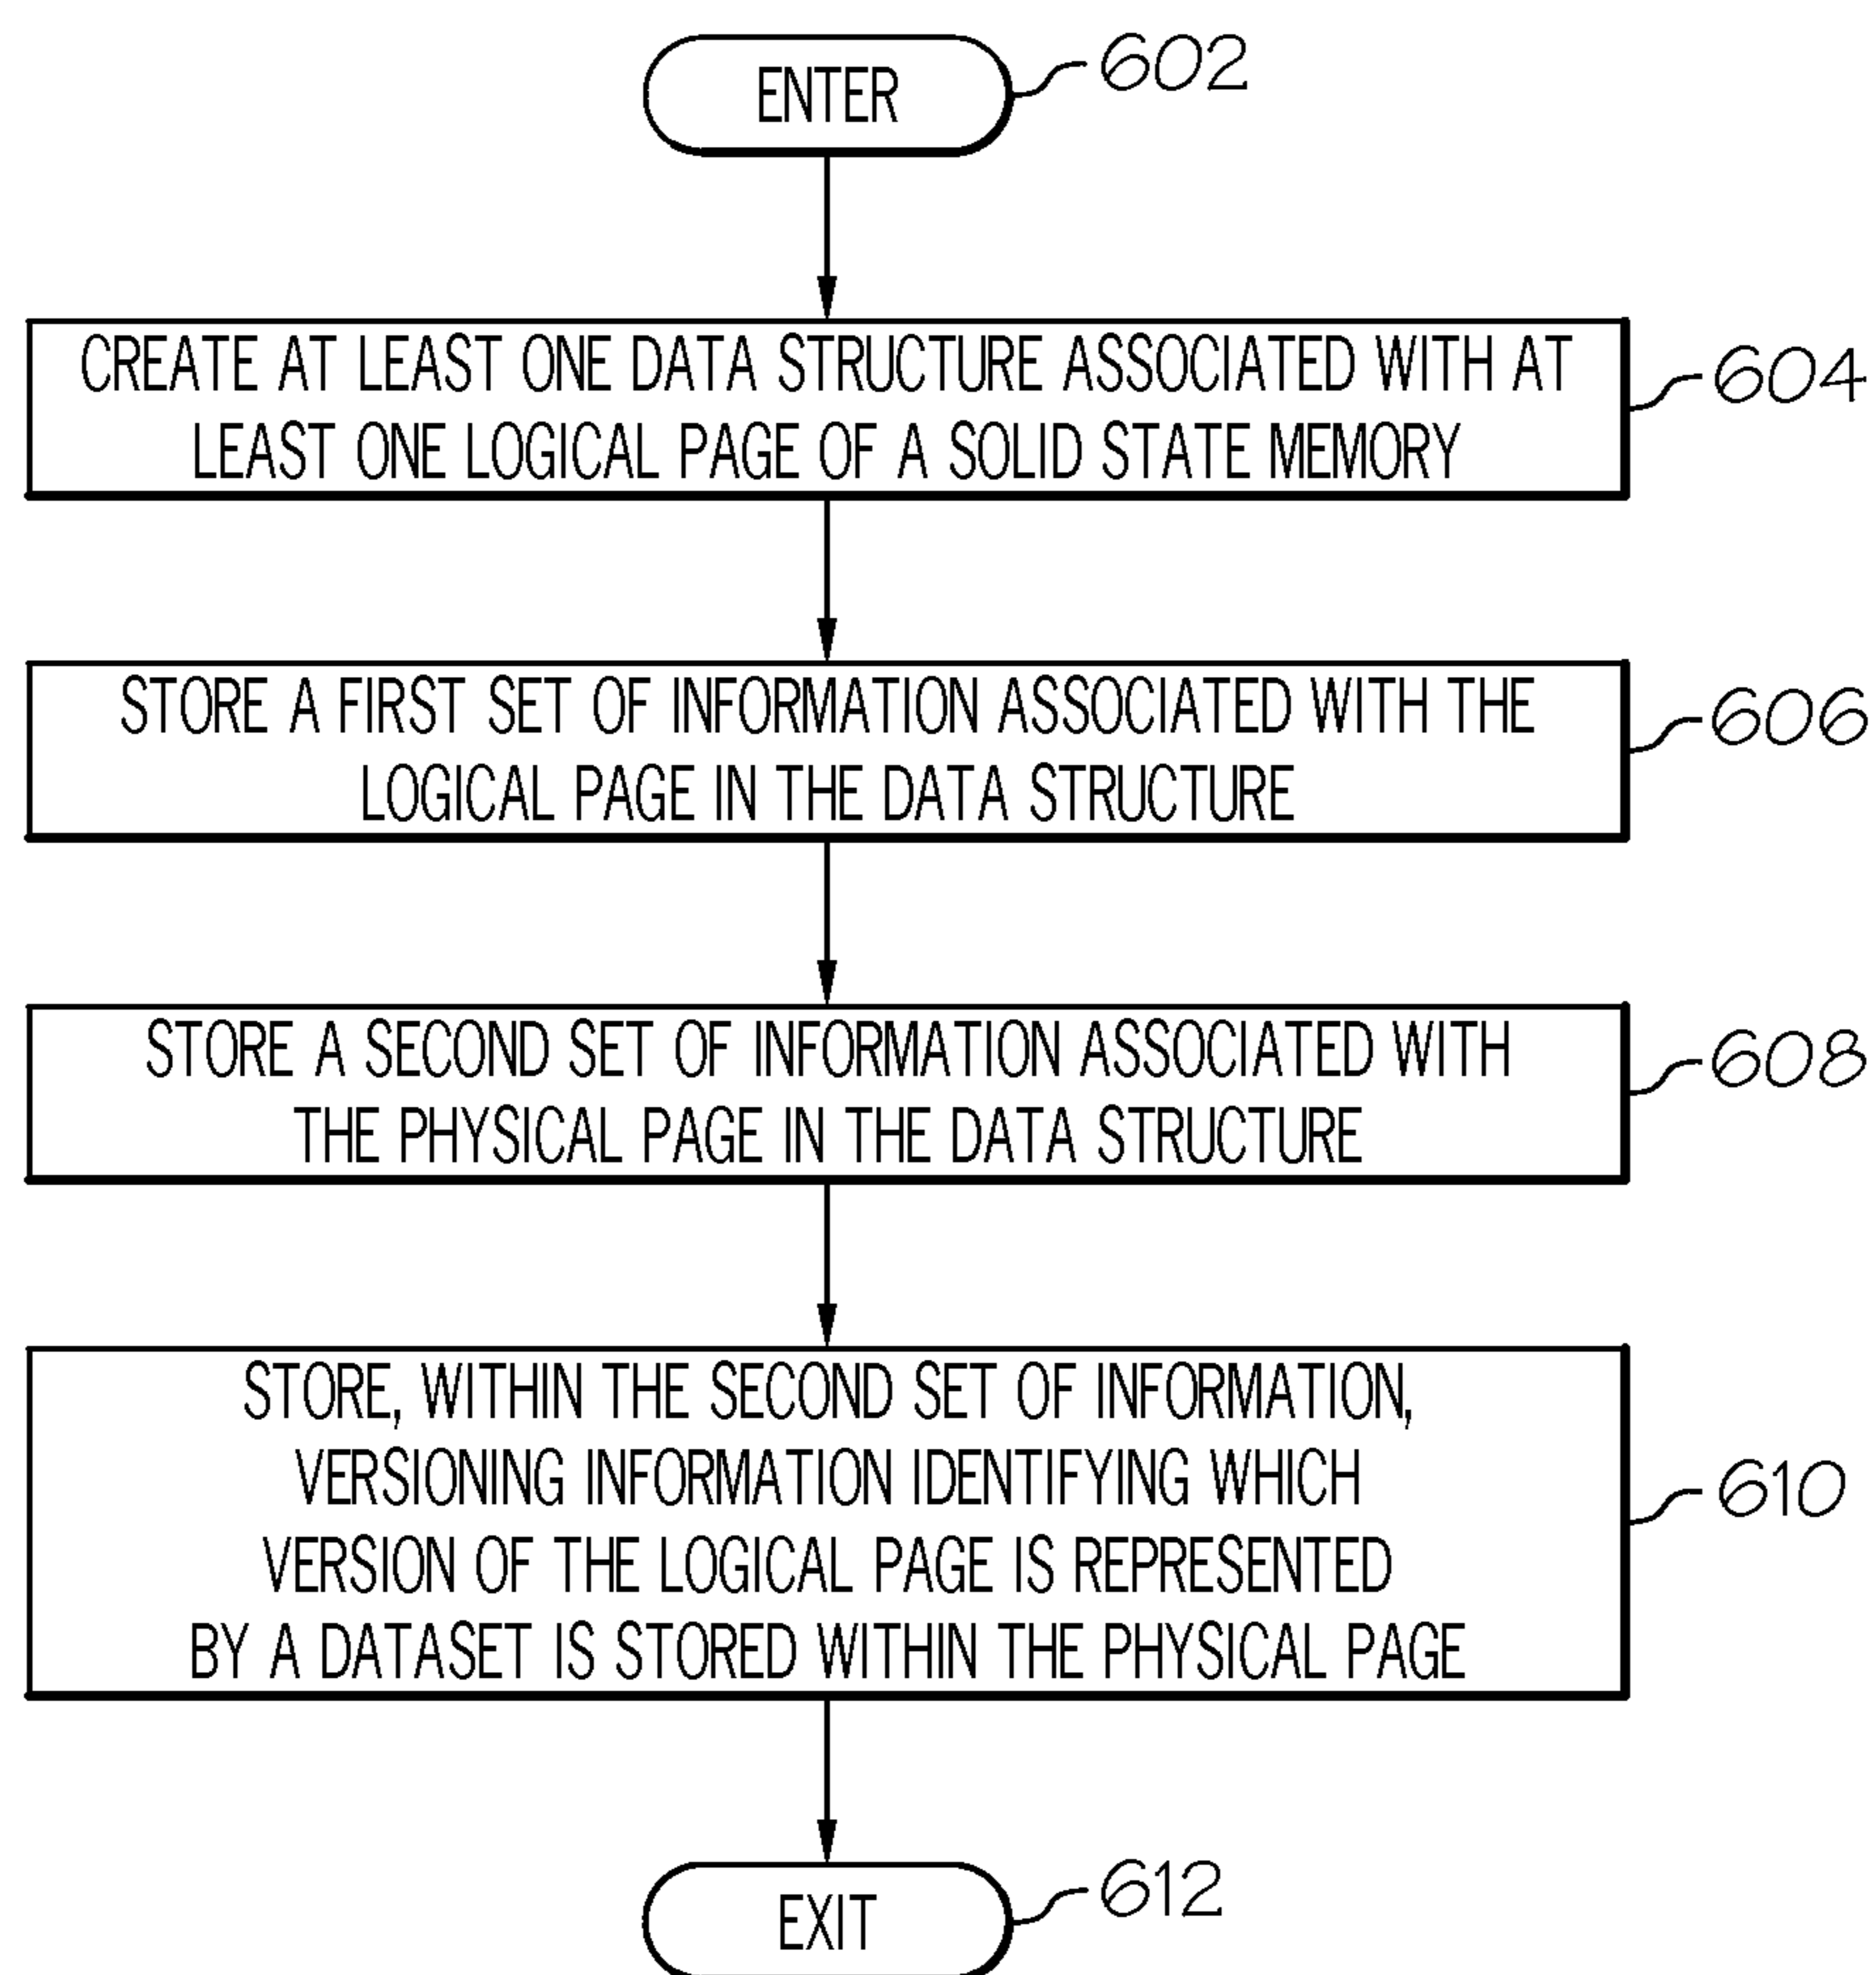 ENTER
602
CREATE AT LEAST ONE DATA STRUCTURE ASSOCIATED WITH AT
LEAST ONE LOGICAL PAGE OF A SOLID STATE MEMORY
604
STORE A FIRST SET OF INFORMATION ASSOCIATED WITH THE
LOGICAL PAGE IN THE DATA STRUCTURE
606
STORE A SECOND SET OF INFORMATION ASSOCIATED WITH
THE PHYSICAL PAGE IN THE DATA STRUCTURE
608
STORE, WITHIN THE SECOND SET OF INFORMATION,
VERSIONING INFORMATION IDENTIFYING WHICH
VERSION OF THE LOGICAL PAGE IS REPRESENTED
BY A DATASET IS STORED WITHIN THE PHYSICAL PAGE
610
EXIT
612